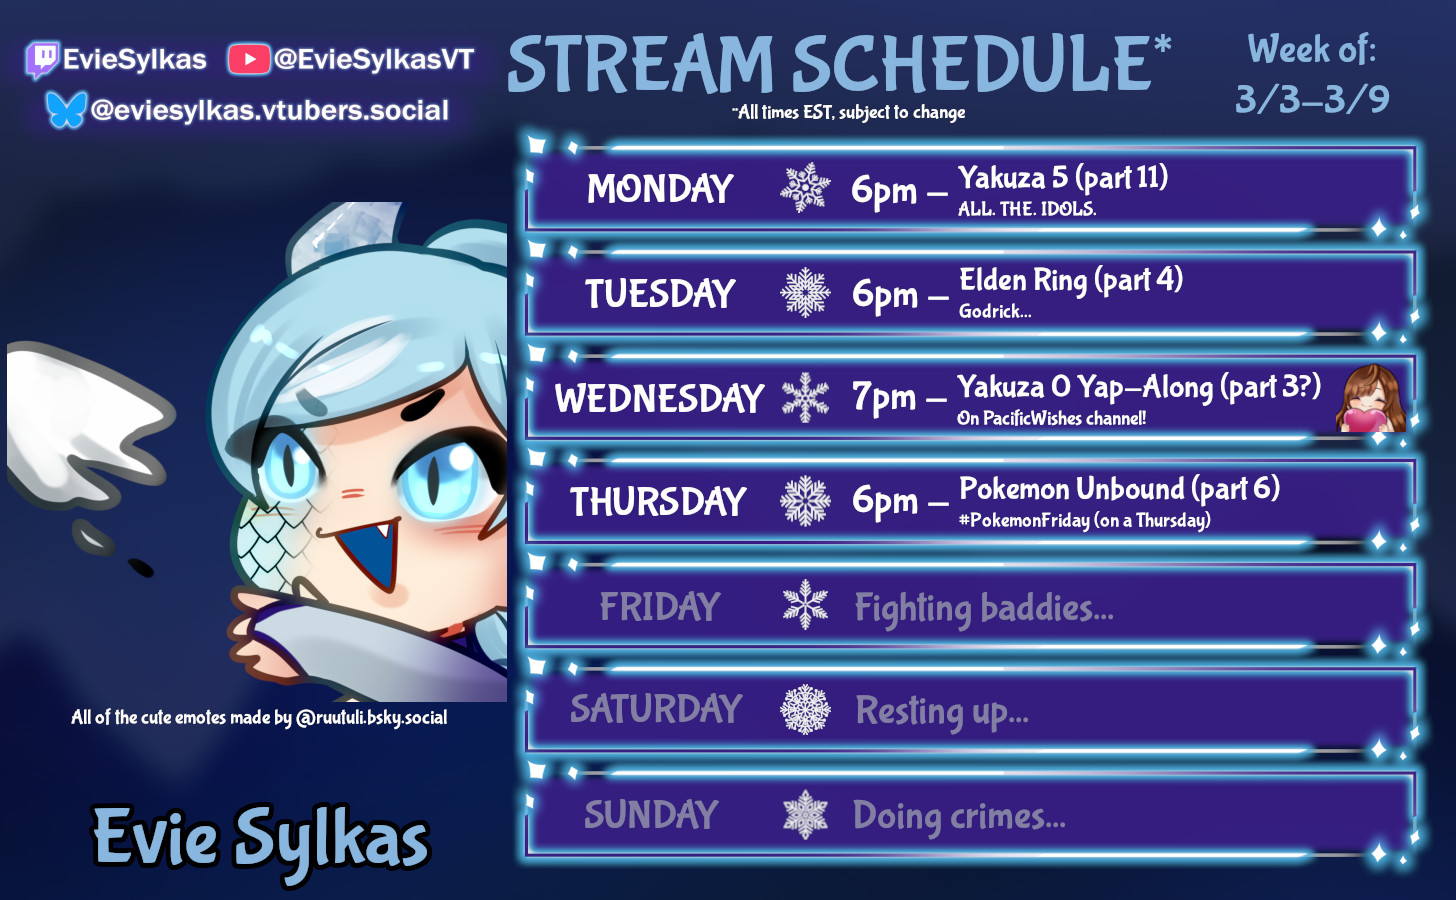 EvieSylkas @EvieSylkasVT
@eviesylkas.vtubers.social
STREAM SCHEDULE*
*All times EST, subject to change
Week of:
3/3-3/9
MONDAY 6pm - Yakuza 5 (part 11)
ALL. THE. IDOLS.
TUESDAY 6pm - Elden Ring (part 4)
Godrick...
WEDNESDAY 7pm - Yakuza 0 Yap-Along (part 3?)
On PacificWishes channel!
THURSDAY 6pm - Pokemon Unbound (part 6)
#PokemonFriday (on a Thursday)
FRIDAY Fighting baddies...
SATURDAY Resting up...
SUNDAY Doing crimes...
All of the cute emotes made by @ruutuli.bsky.social
Evie Sylkas